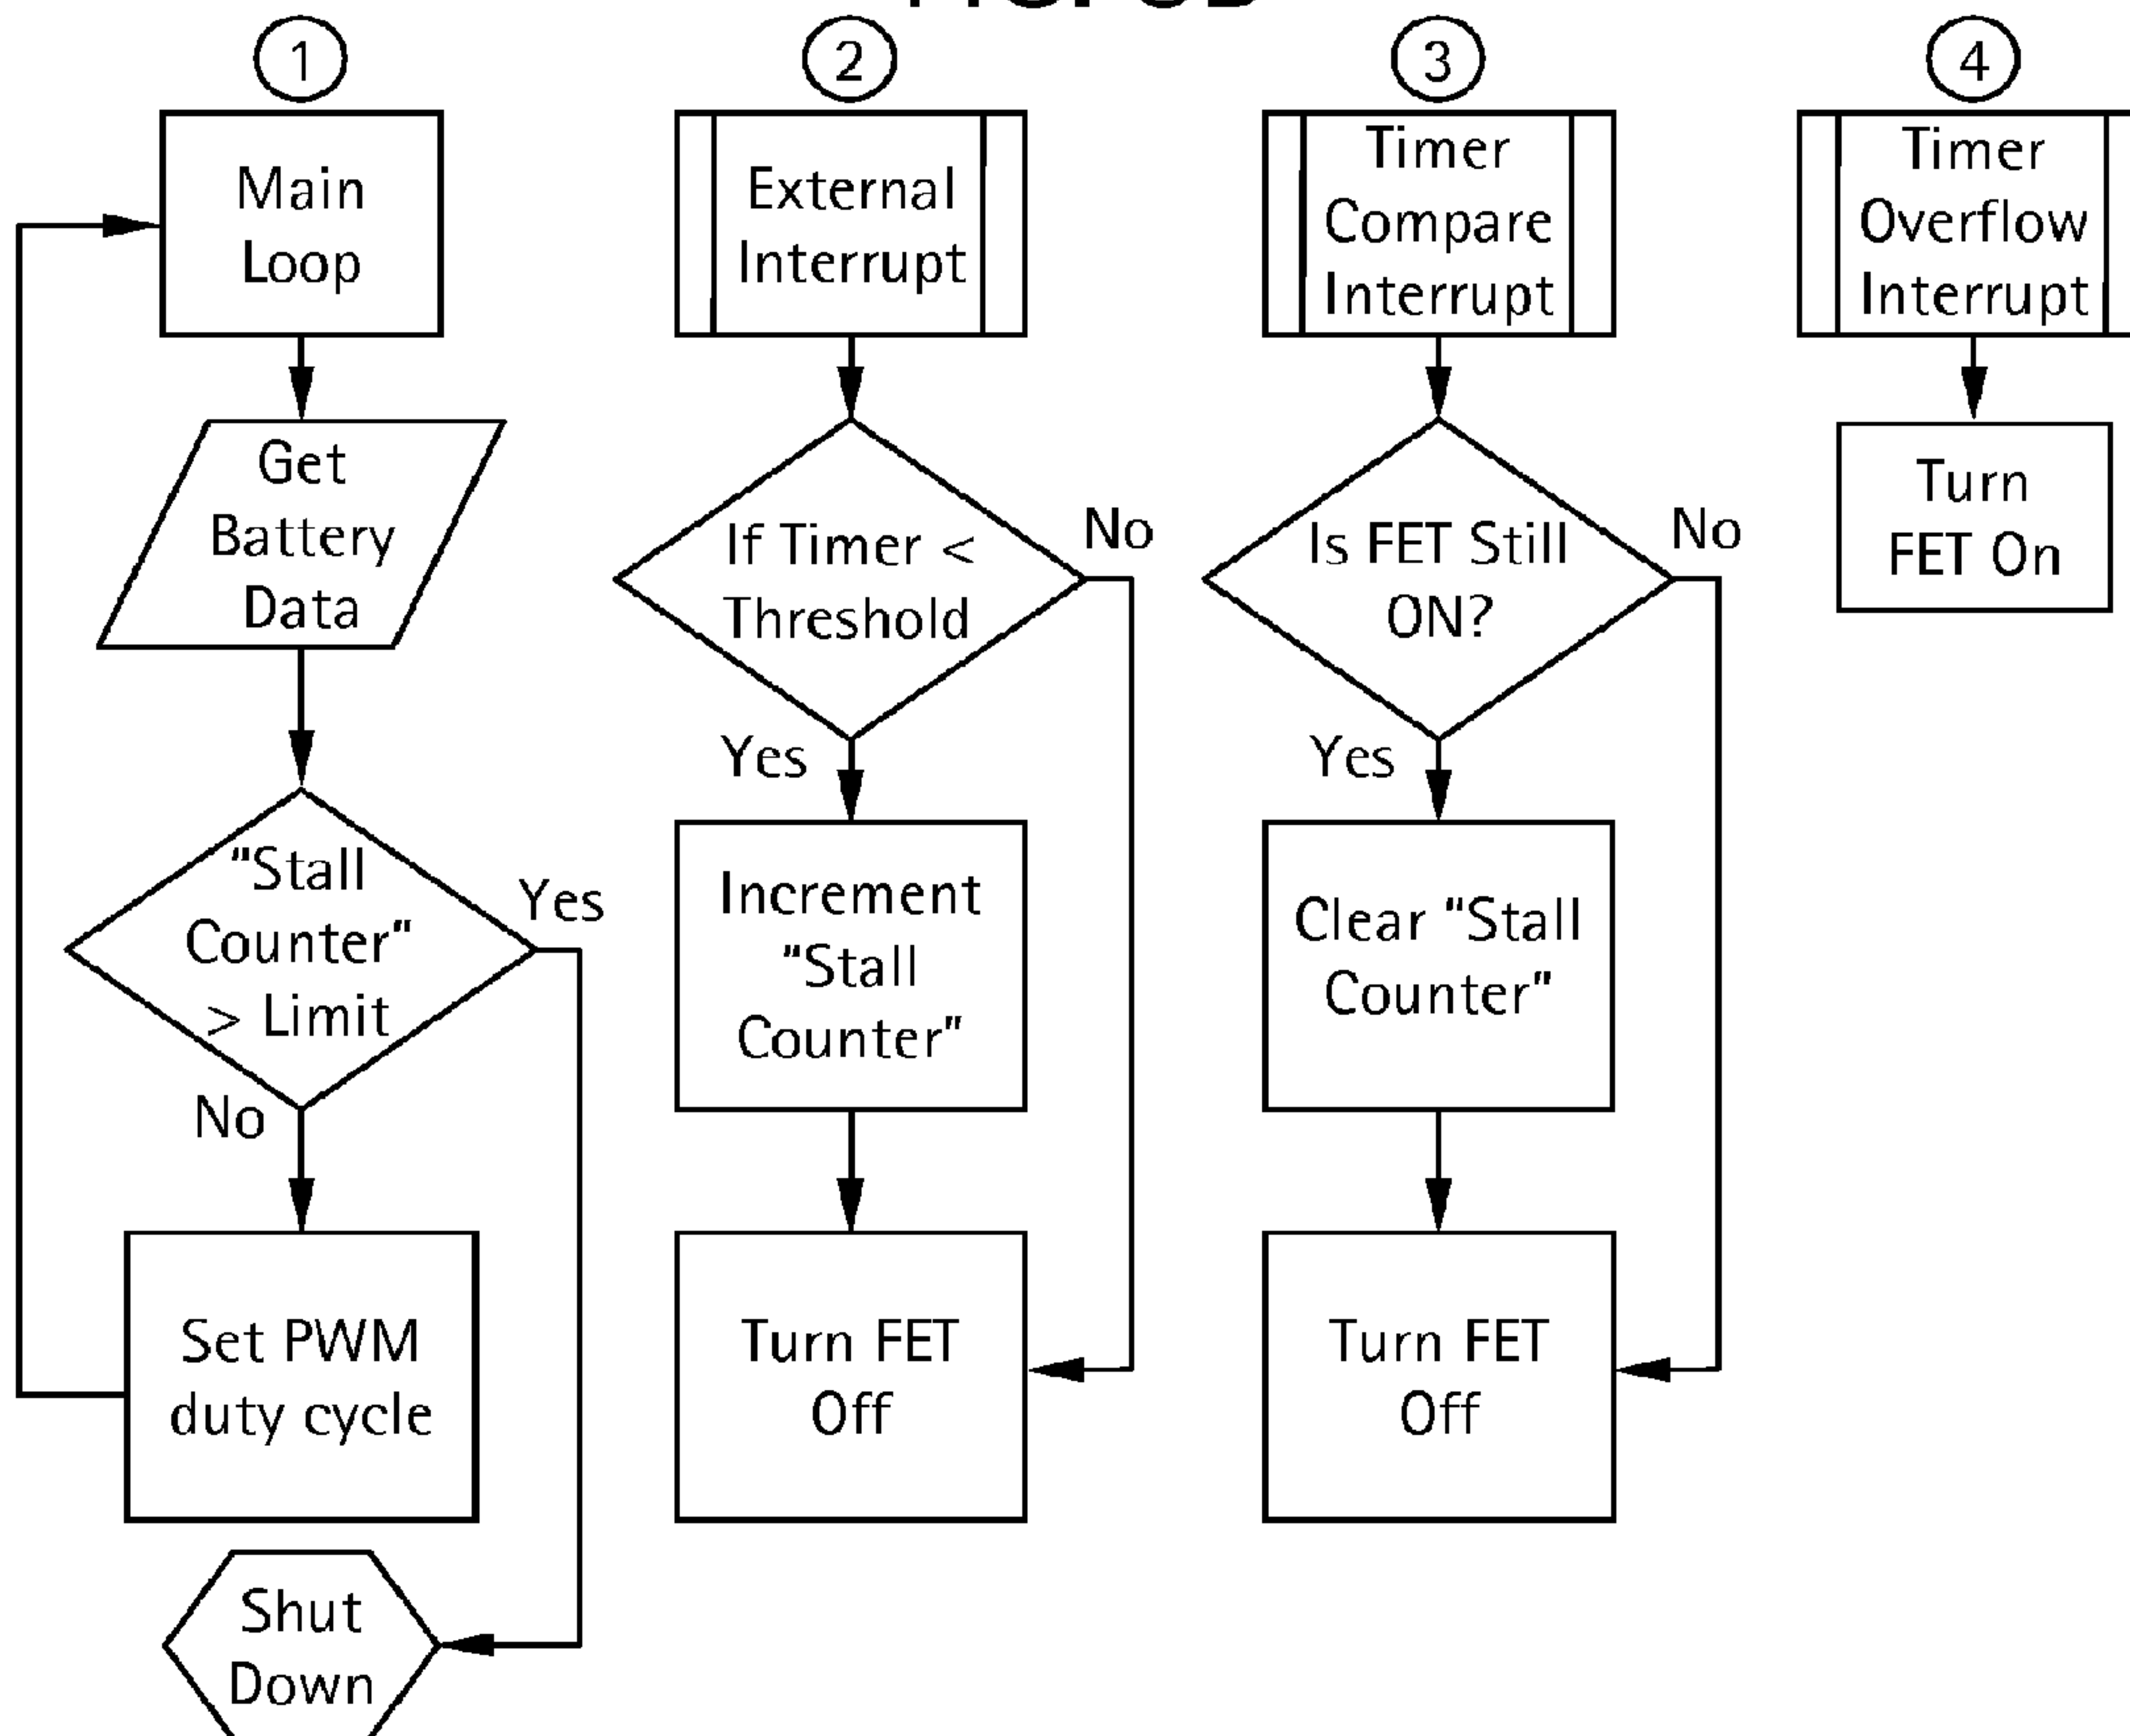 1
Main
Loop
Get
Battery
Data
"Stall
Counter"
> Limit
Yes
No
Set PWM
duty cycle
Shut
Down
2
External
Interrupt
If Timer <
Threshold
No
Yes
Increment
"Stall
Counter"
Turn FET
Off
3
Timer
Compare
Interrupt
Is FET Still
ON?
No
Yes
Clear "Stall
Counter"
Turn FET
Off
4
Timer
Overflow
Interrupt
Turn
FET On